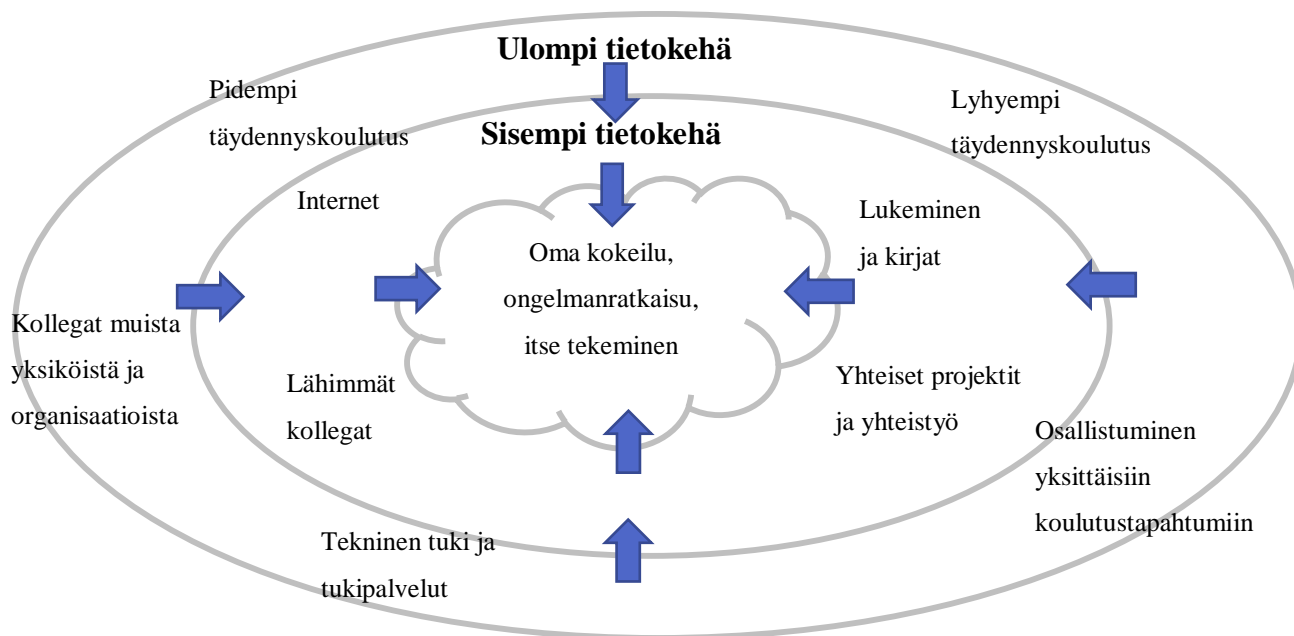 Ulompi tietokehä
Pidempi
täydennyskoulutus
Lyhyempi
täydennyskoulutus
Sisempi tietokehä
Internet
Lukeminen
ja kirjat
Oma kokeilu,
ongelmanratkaisu,
itse tekeminen
Kollegat muista
yksiköistä ja
organisaatioista
Lähimmät
kollegat
Yhteiset projektit
ja yhteistyö
Osallistuminen
yksittäisiin
koulutustapahtumiin
Tekninen tuki ja
tukipalvelut